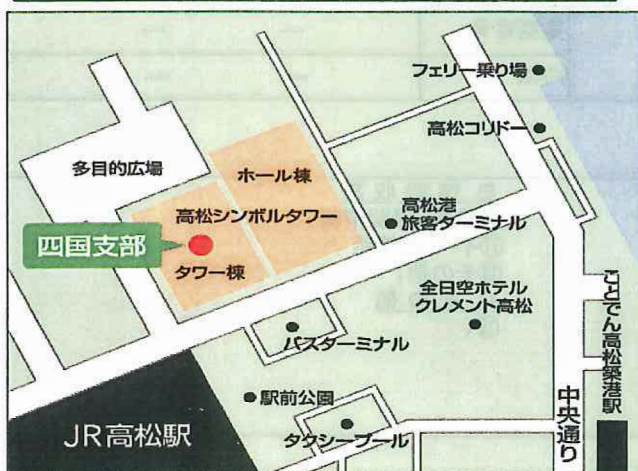 フェリー乗り場
高松コリドー
多目的広場
ホール棟
高松シンボルタワー
高松港
旅客ターミナル
四国支部
タワー棟
全日空ホテル
クレメント高松
ことでん高松築港駅
バスターミナル
駅前公園
中央通り
JR高松駅
タクシープール